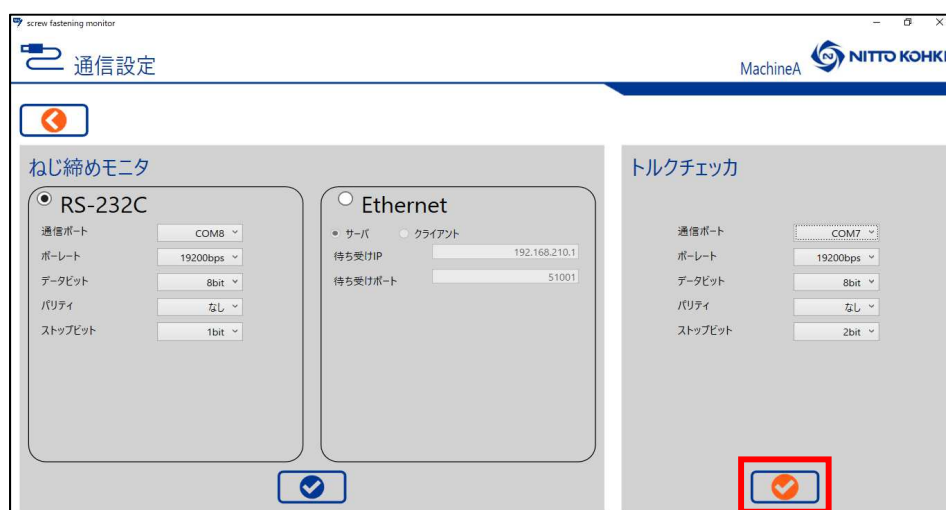 screw fastening monitor
通信設定
MachineA
NITTO KOHKI
ねじ締めモニタ
RS-232C
通信ポート
COM8
ボーレート
19200bps
データビット
8bit
パリティ
なし
ストップビット
1bit
Ethernet
サーバ
クライアント
待ち受けIP
192.168.210.1
待ち受けポート
51001
トルクチェッカ
通信ポート
COM7
ボーレート
19200bps
データビット
8bit
パリティ
なし
ストップビット
2bit